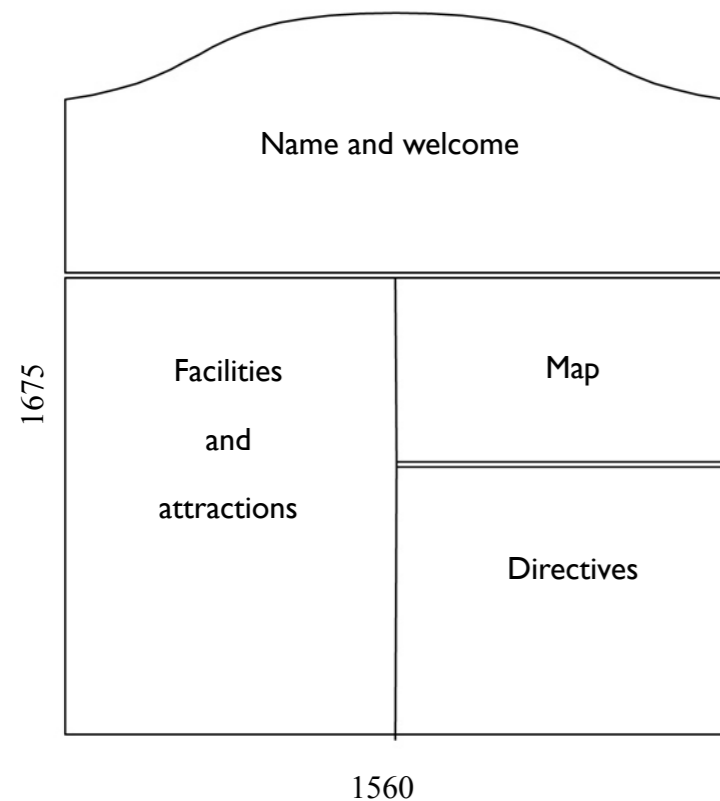 Name and welcome
Facilities
and
attractions
Map
Directives
1675
1560